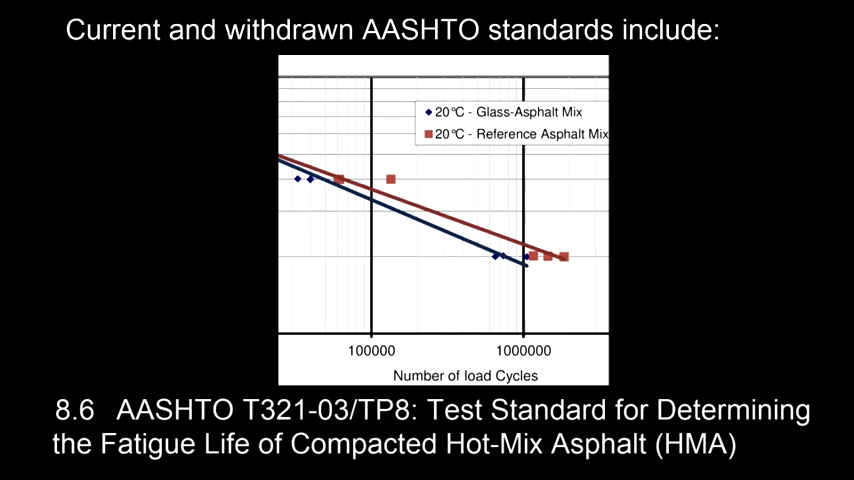 Current and withdrawn AASHTO standards include:
20°C - Glass-Asphalt Mix
20°C - Reference Asphalt Mix
100000 1000000
Number of load Cycles
8.6 AASHTO T321-03/TP8: Test Standard for Determining
the Fatigue Life of Compacted Hot-Mix Asphalt (HMA)